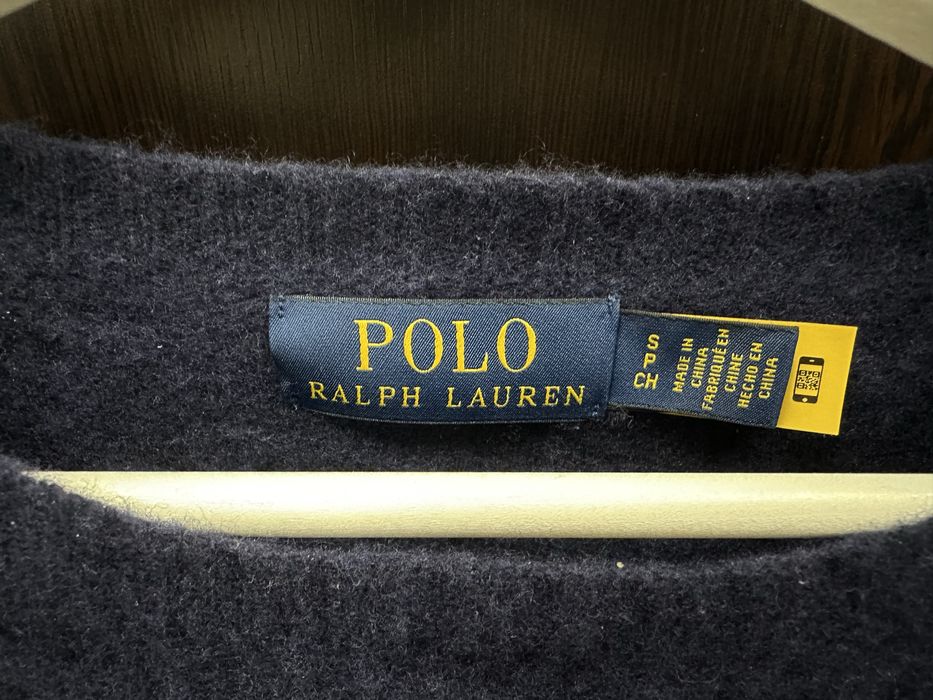 POLO
RALPH LAUREN
S
P
CH
MADE IN
CHINA
FABRIQUÉ EN
CHINE
HECHO EN
CHINA